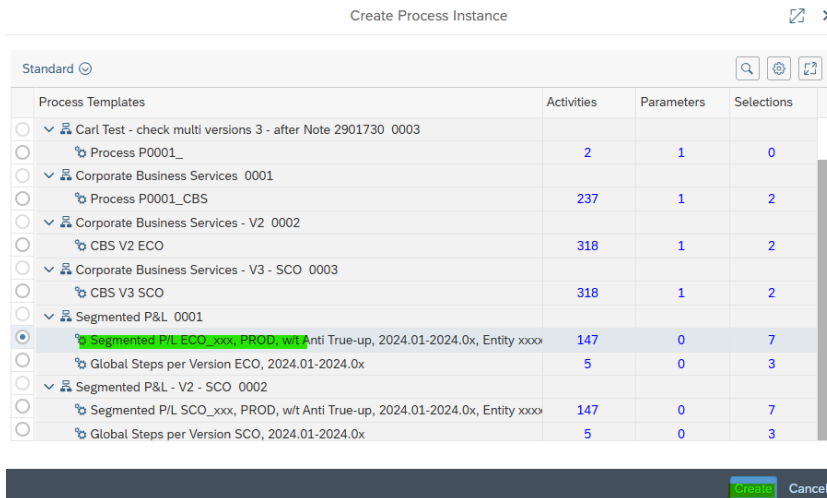 Create Process Instance
Standard
Process Templates Activities Parameters Selections
Carl Test - check multi versions 3 - after Note 2901730 0003
Process P0001_ 2 1 0
Corporate Business Services 0001
Process P0001_CBS 237 1 2
Corporate Business Services - V2 0002
CBS V2 ECO 318 1 2
Corporate Business Services - V3 - SCO 0003
CBS V3 SCO 318 1 2
Segmented P&L 0001
Segmented P/L ECO_xxx, PROD, w/t Anti True-up, 2024.01-2024.0x, Entity xxxx 147 0 7
Global Steps per Version ECO, 2024.01-2024.0x 5 0 3
Segmented P&L - V2 - SCO 0002
Segmented P/L SCO_xxx, PROD, w/t Anti True-up, 2024.01-2024.0x, Entity xxxx 147 0 7
Global Steps per Version SCO, 2024.01-2024.0x 5 0 3
Create Cancel